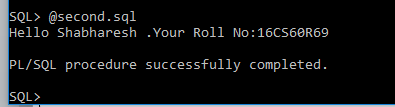 SQL> @second.sql
Hello Shabharesh .Your Roll No:16CS60R69
PL/SQL procedure successfully completed.
SQL>